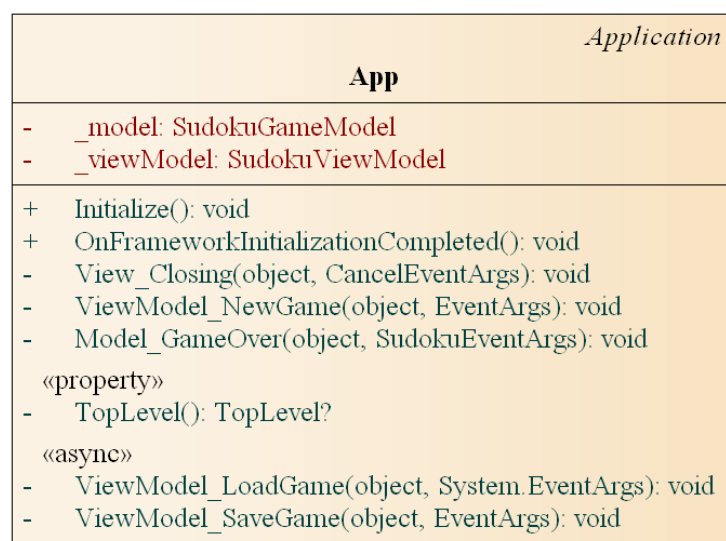 Application
App
- _model: SudokuGameModel
- _viewModel: SudokuViewModel
+ Initialize(): void
+ OnFrameworkInitializationCompleted(): void
- View_Closing(object, CancelEventArgs): void
- ViewModel_NewGame(object, EventArgs): void
- Model_GameOver(object, SudokuEventArgs): void
«property»
- TopLevel(): TopLevel?
«async»
- ViewModel_LoadGame(object, System.EventArgs): void
- ViewModel_SaveGame(object, EventArgs): void